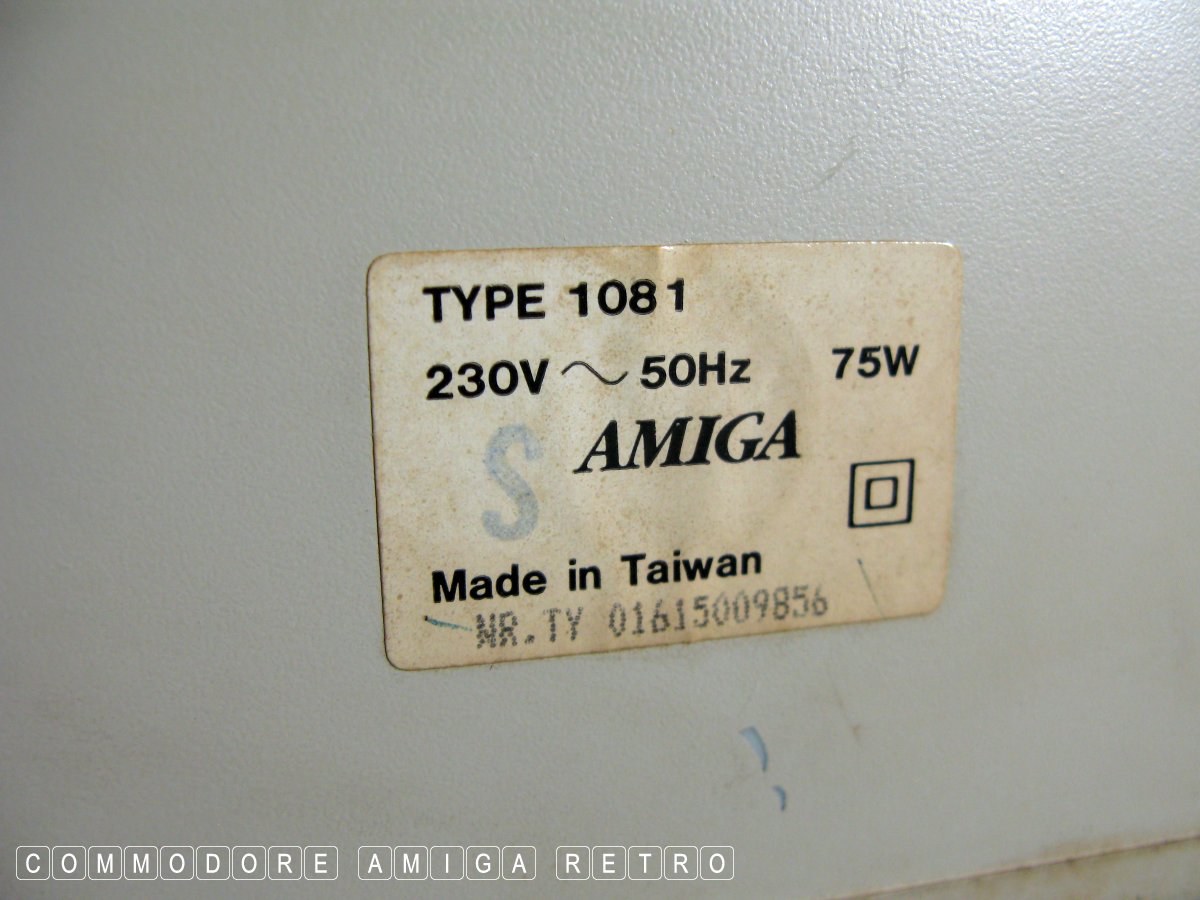 TYPE 1081
230V ~ 50Hz 75W
S AMIGA
Made in Taiwan
NR.TY 01615009856
COMMODORE AMIGA RETRO